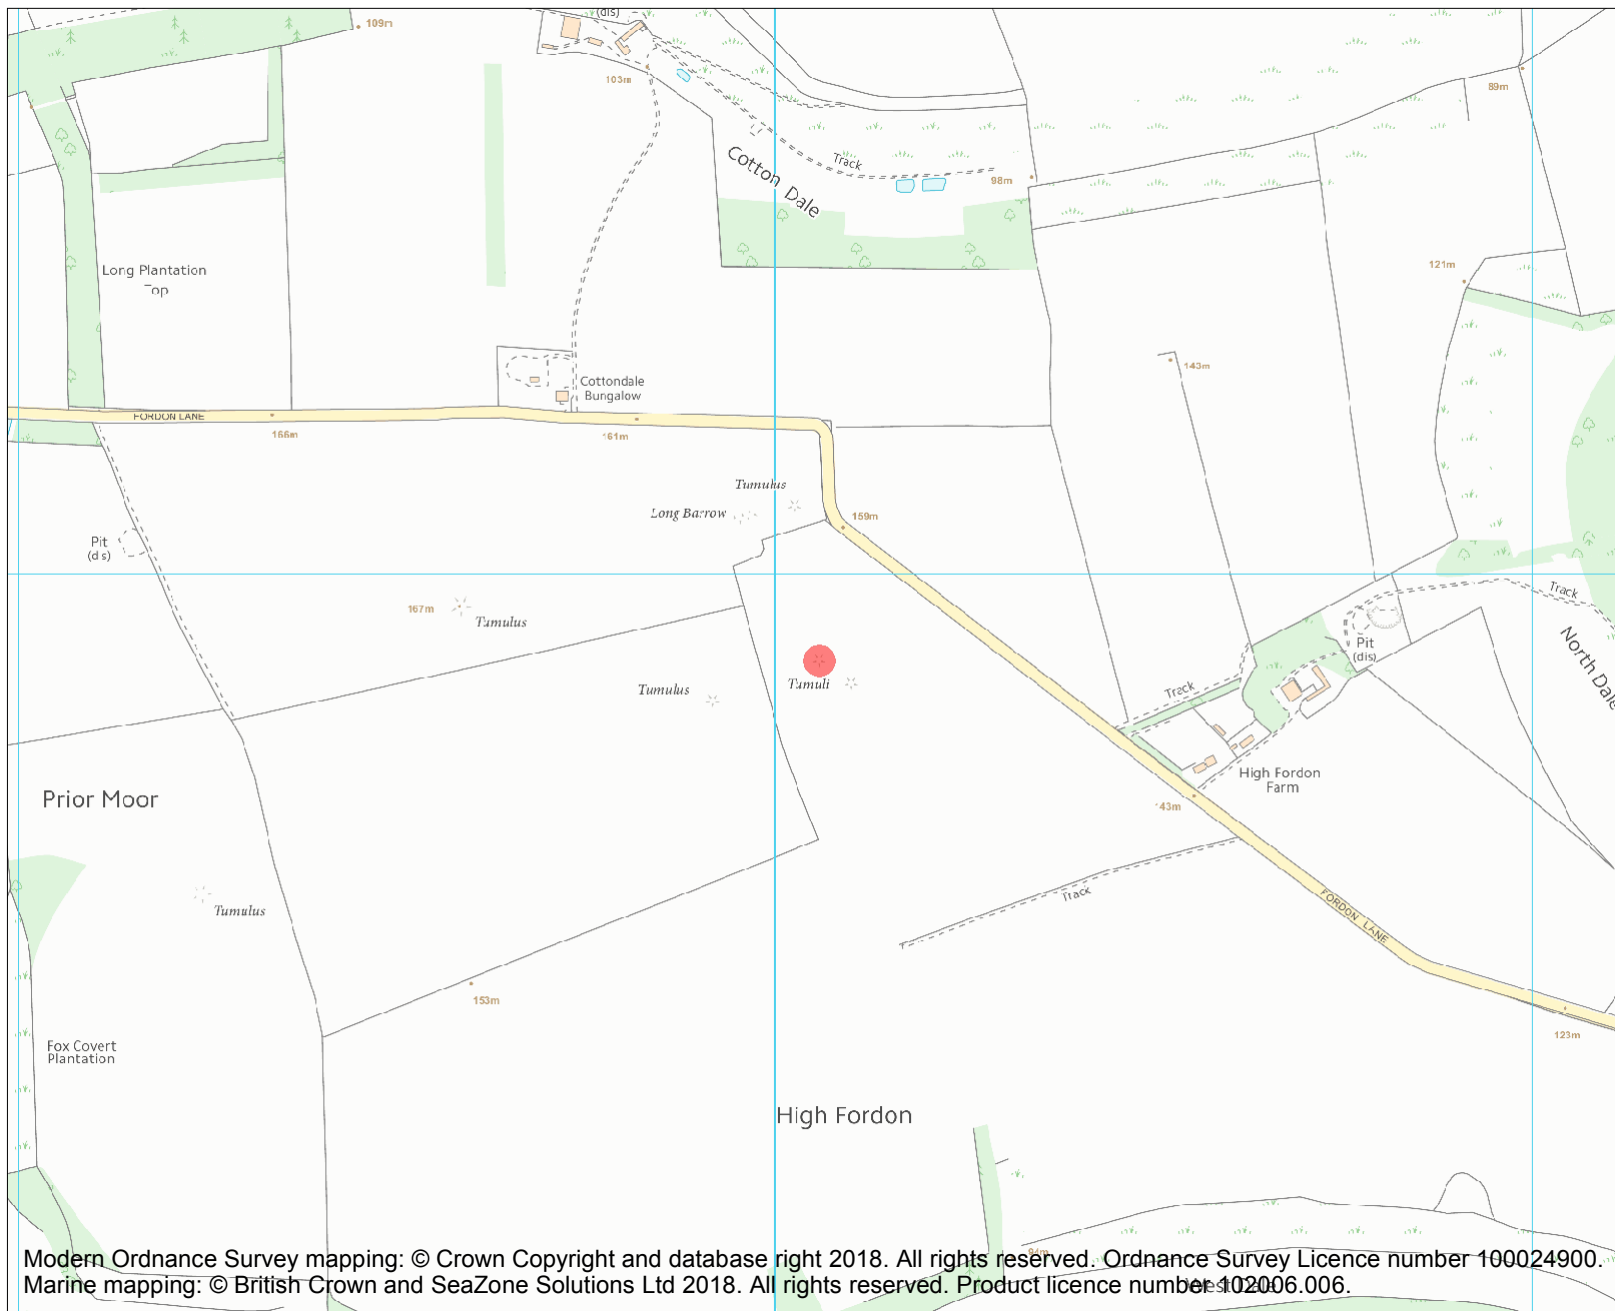 (dis)
109m
103m
89m
Track
Cotton Dale
98m
121m
Long Plantation
Top
143m
Cottondale
Bungalow
FORDON LANE
166m
161m
Tumulus
Long Barrow
159m
Pit
(dis)
167m
Tumulus
Track
Pit
(dis)
North Dale
Tumulus
Tumuli
Track
High Fordon
Farm
Prior Moor
143m
Track
FORDON LANE
Tumulus
153m
123m
Fox Covert
Plantation
High Fordon
94m
Modern Ordnance Survey mapping: © Crown Copyright and database right 2018. All rights reserved. Ordnance Survey Licence number 100024900.
Marine mapping: © British Crown and SeaZone Solutions Ltd 2018. All rights reserved. Product licence number 102006.006.
West Dale